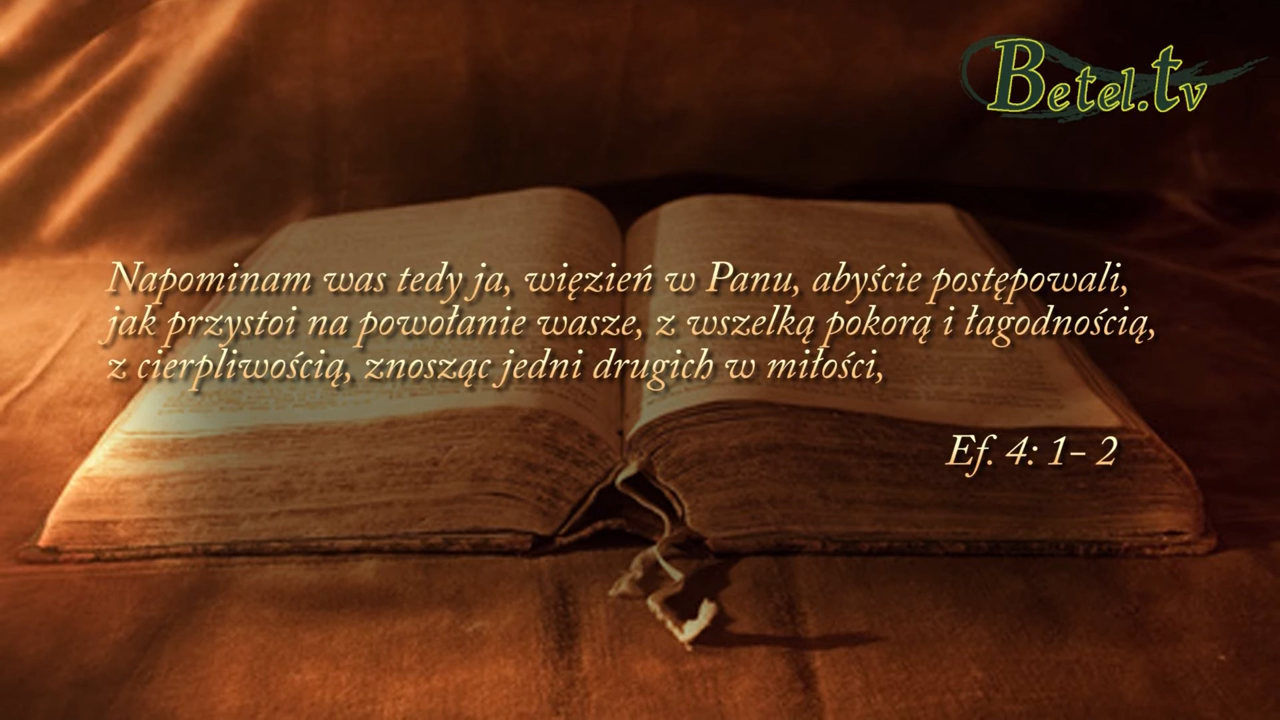 Betel.tv
Napominam was tedy ja, więzień w Panu, abyście postępowali,
jak przystoi na powołanie wasze, z wszelką pokorą i łagodnością,
z cierpliwością, znosząc jedni drugich w miłości,
Ef. 4: 1- 2